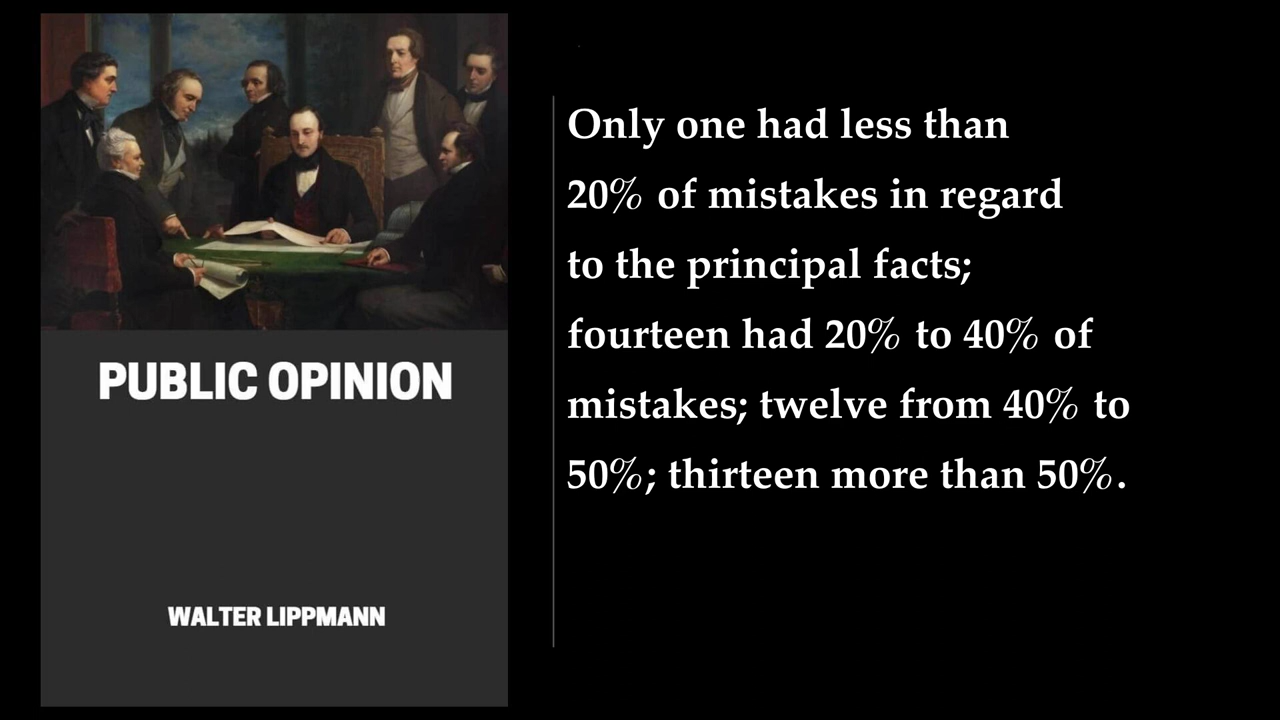 PUBLIC OPINION
WALTER LIPPMANN
Only one had less than
20% of mistakes in regard
to the principal facts;
fourteen had 20% to 40% of
mistakes; twelve from 40% to
50%; thirteen more than 50%.